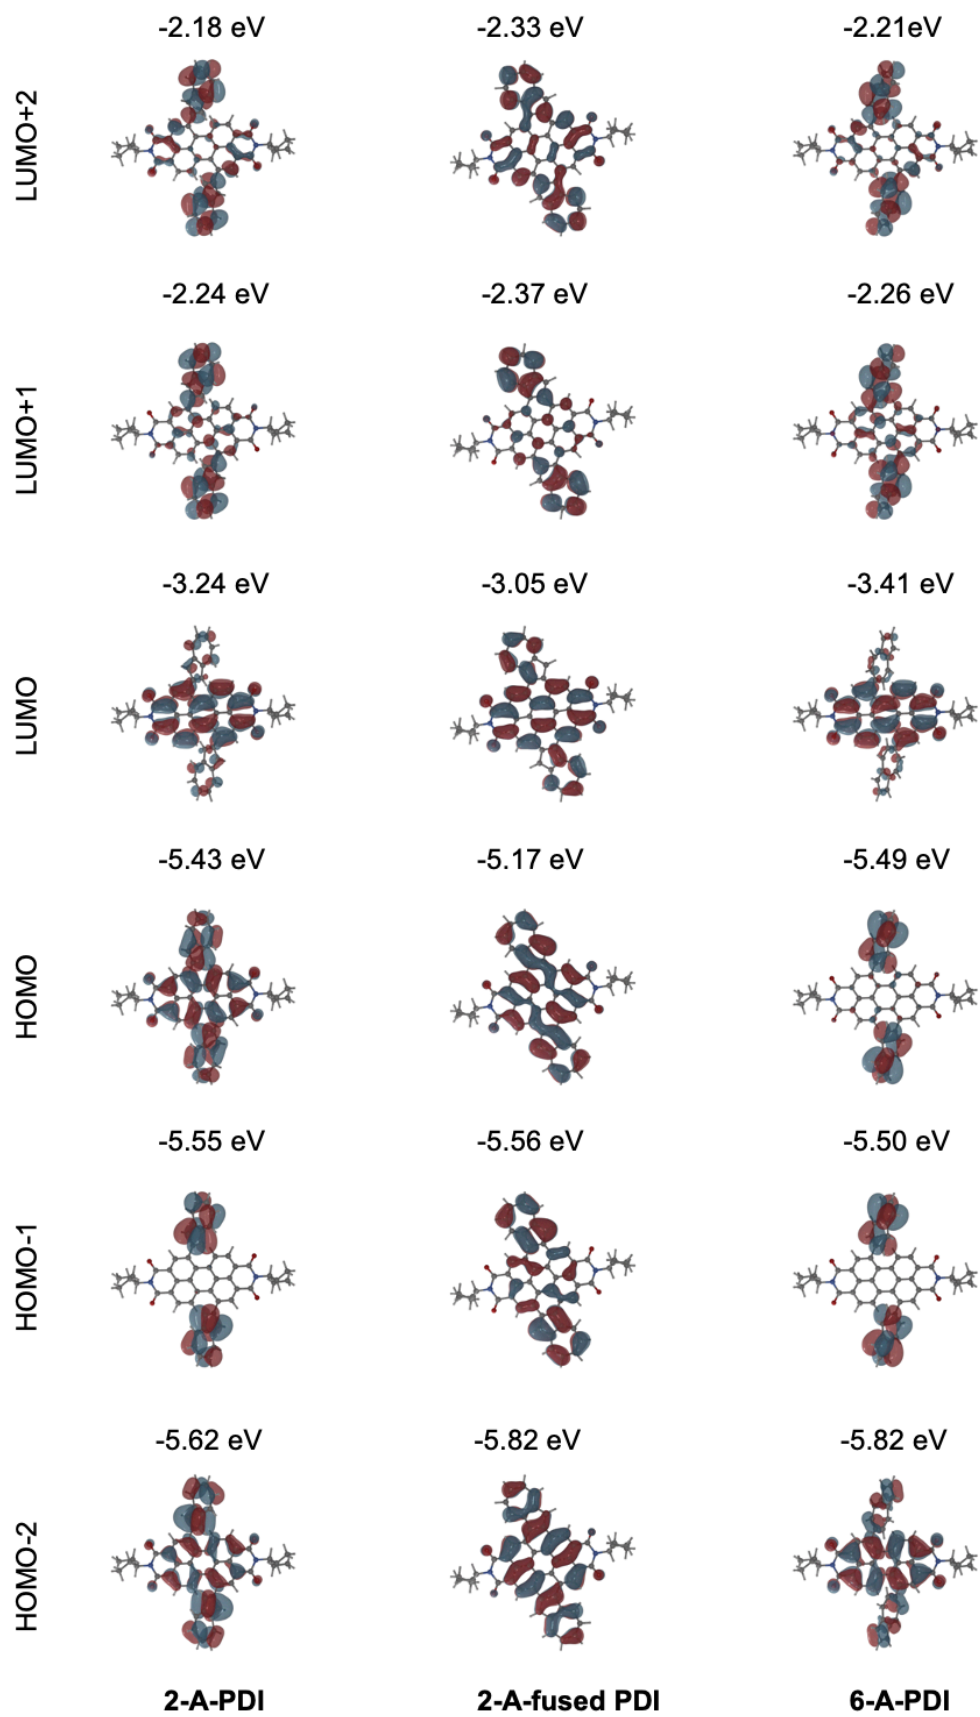 -2.18 eV -2.33 eV -2.21eV
LUMO+2
-2.24 eV -2.37 eV -2.26 eV
LUMO+1
-3.24 eV -3.05 eV -3.41 eV
LUMO
-5.43 eV -5.17 eV -5.49 eV
HOMO
-5.55 eV -5.56 eV -5.50 eV
HOMO-1
-5.62 eV -5.82 eV -5.82 eV
HOMO-2
2-A-PDI 2-A-fused PDI 6-A-PDI